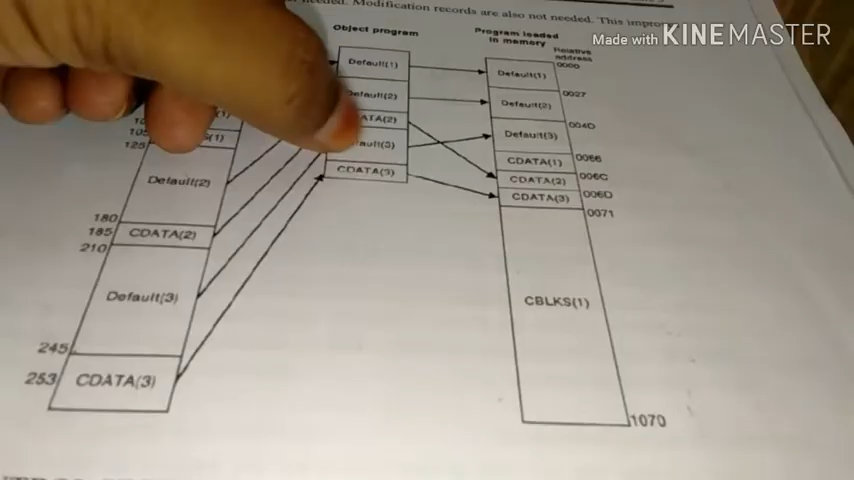 needed. Modification records are also not needed. This
Made with KINEMASTER
Object program
Program loaded
in memory
Relative
address
Default(1)
Default(2)
CDATA(3)
Default(1)
Default(2)
Default(3)
CDATA(1)
CDATA(2)
CDATA(3)
CBLKS(1)
0000
0027
004D
0066
006C
006D
0071
1070
125
Default(2)
180
185
CDATA(2)
210
Default(3)
245
253
CDATA(3)